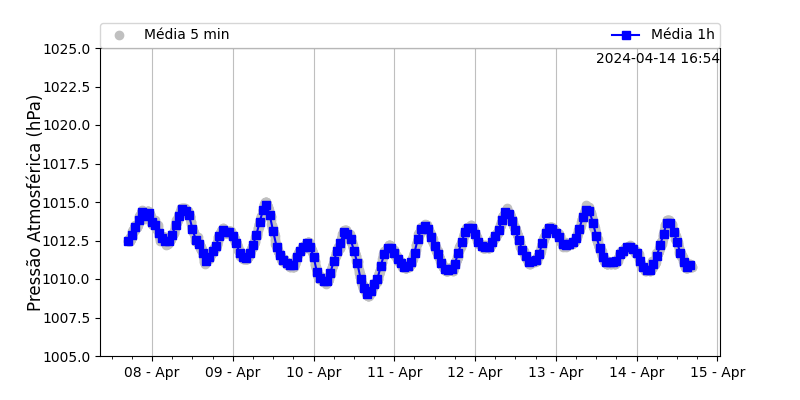 Média 5 min
Média 1h
2024-04-14 16:54
Pressão Atmosférica (hPa)
1025.0
1022.5
1020.0
1017.5
1015.0
1012.5
1010.0
1007.5
1005.0
08 - Apr
09 - Apr
10 - Apr
11 - Apr
12 - Apr
13 - Apr
14 - Apr
15 - Apr